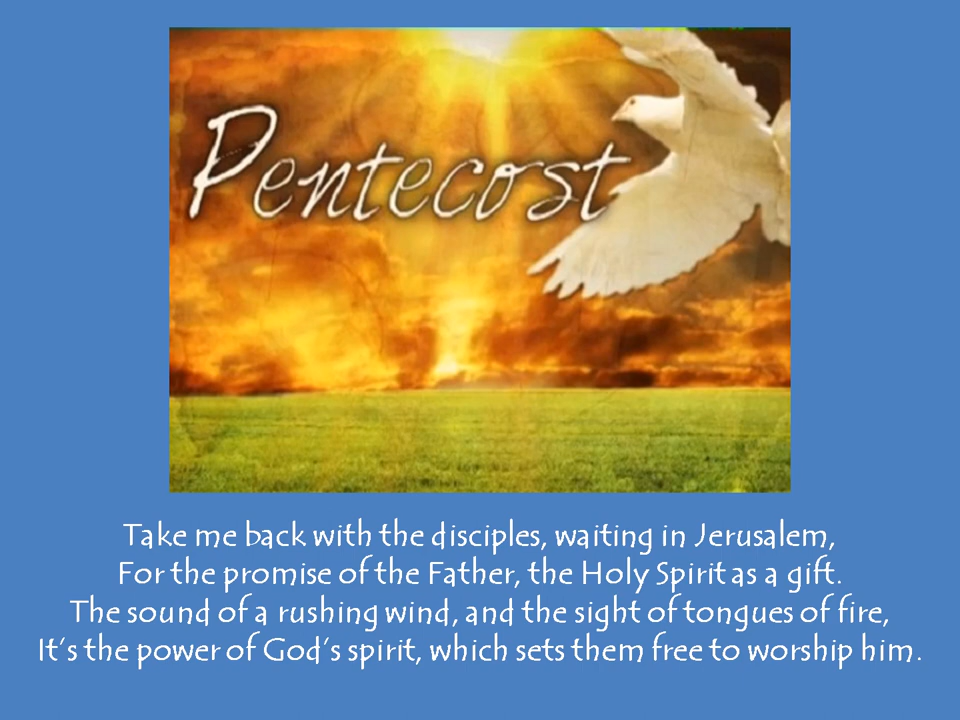 Pentecost
Take me back with the disciples, waiting in Jerusalem,
For the promise of the Father, the Holy Spirit as a gift.
The sound of a rushing wind, and the sight of tongues of fire,
It's the power of God's spirit, which sets them free to worship him.